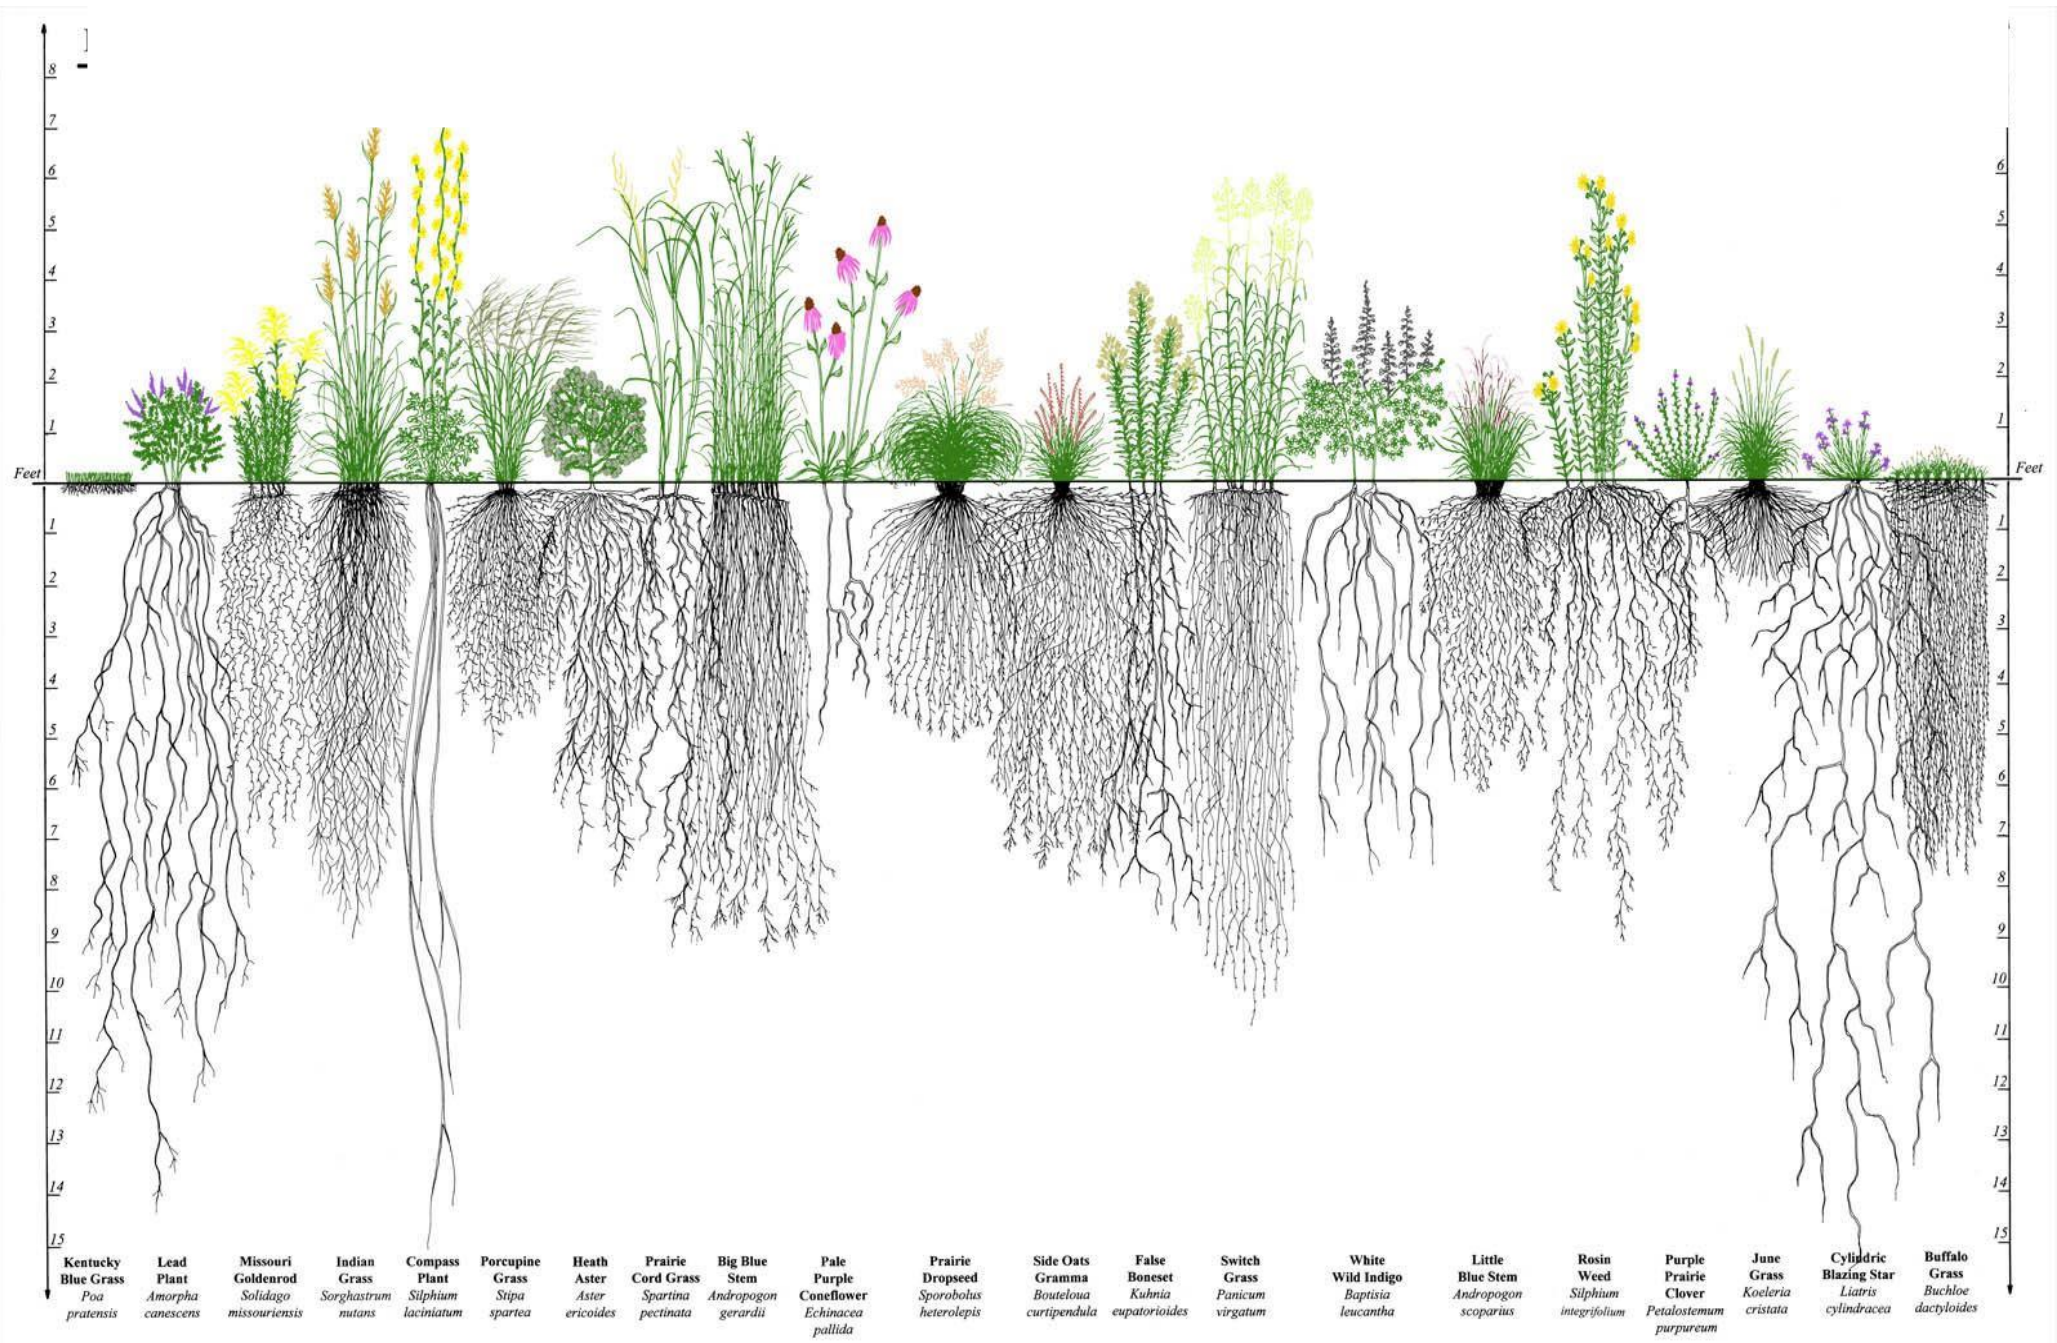 8
7
6
5
4
3
2
1
Feet
1
2
3
4
5
6
7
8
9
10
11
12
13
14
15
6
5
4
3
2
1
Feet
1
2
3
4
5
6
7
8
9
10
11
12
13
14
15
Kentucky
Blue Grass
Poa
pratensis
Lead
Plant
Amorpha
canescens
Missouri
Goldenrod
Solidago
missouriensis
Indian
Grass
Sorghastrum
nutans
Compass
Plant
Silphium
laciniatum
Porcupine
Grass
Stipa
spartea
Heath
Aster
Aster
ericoides
Prairie
Cord Grass
Spartina
pectinata
Big Blue
Stem
Andropogon
gerardii
Pale
Purple
Coneflower
Echinacea
pallida
Prairie
Dropseed
Sporobolus
heterolepis
Side Oats
Gramma
Bouteloua
curtipendula
False
Boneset
Kuhnia
eupatorioides
Switch
Grass
Panicum
virgatum
White
Wild Indigo
Baptisia
leucantha
Little
Blue Stem
Andropogon
scoparius
Rosin
Weed
Silphium
integrifolium
Purple
Prairie
Clover
Petalostemum
purpureum
June
Grass
Koeleria
cristata
Cylindric
Blazing Star
Liatris
cylindracea
Buffalo
Grass
Buchloe
dactyloides